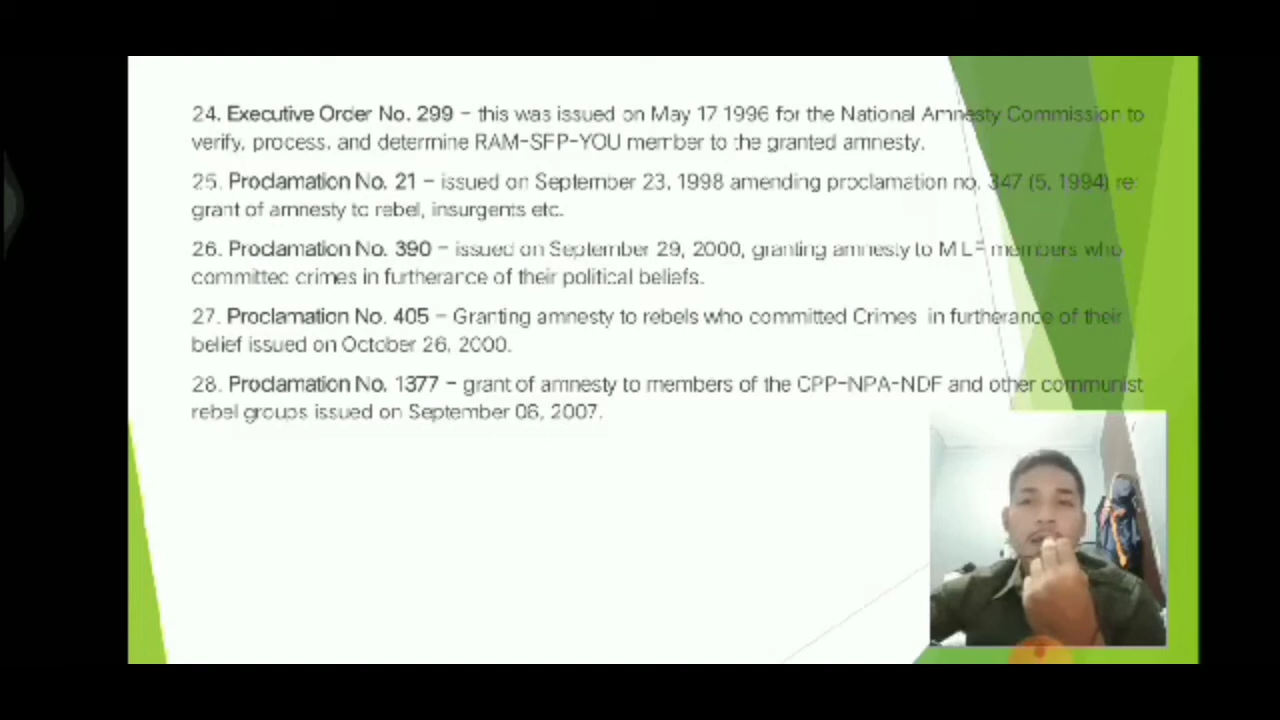 24. Executive Order No. 299 – this was issued on May 17 1996 for the National Amnesty Commission to
verify, process, and determine RAM-SFP-YOU member to the granted amnesty.
25. Proclamation No. 21 – issued on September 23, 1998 amending proclamation no. 347 (5, 1994) re:
grant of amnesty to rebel, insurgents etc.
26. Proclamation No. 390 – issued on September 29, 2000, granting amnesty to members who
committed crimes in furtherance of their political beliefs.
27. Proclamation No. 405 – Granting amnesty to rebels who committed Crimes in furtherance of their
belief issued on October 26, 2000.
28. Proclamation No. 1377 – grant of amnesty to members of the CPP-NPA-NDF and other communist
rebel groups issued on September 06, 2007.